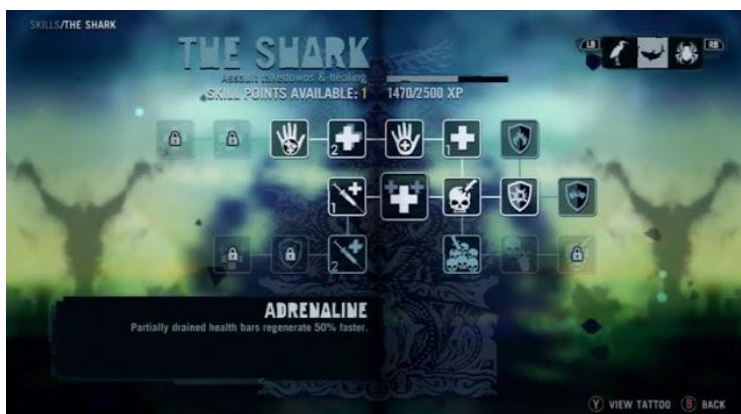 SKILLS/THE SHARK
LB RB
THE SHARK
Assault takedowns & healing
SKILL POINTS AVAILABLE: 1 1470/2500 XP
2 1
1
2
ADRENALINE
Partially drained health bars regenerate 50% faster.
Y VIEW TATTOO B BACK